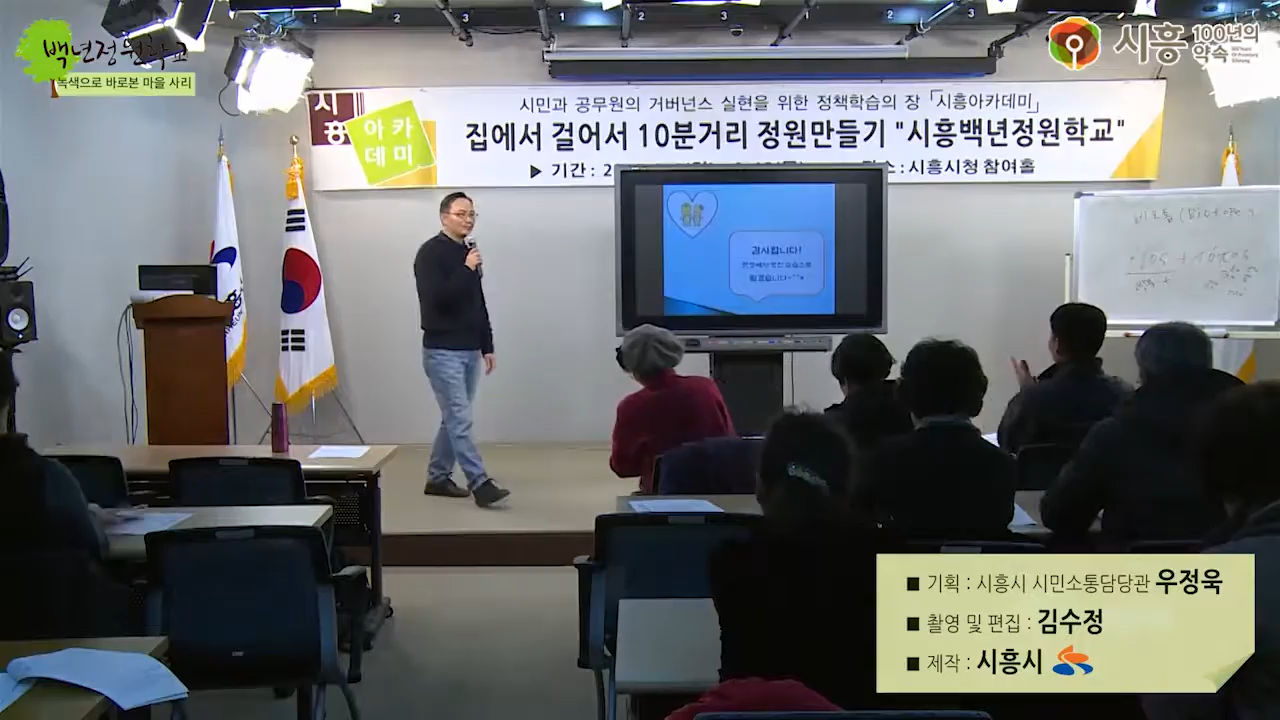 백년정원학교
녹색으로 바로본 마을 사리
시흥 100년의
약속
시흥
아카
데미
시민과 공무원의 거버넌스 실현을 위한 정책학습의 장 「시흥아카데미」
집에서 걸어서 10분거리 정원만들기 "시흥백년정원학교"
▶ 기간 : 2
: 시흥시청 참여홀
감사합니다!
■ 기획 : 시흥시 시민소통담당관 우정욱
■ 촬영 및 편집 : 김수정
■ 제작 : 시흥시